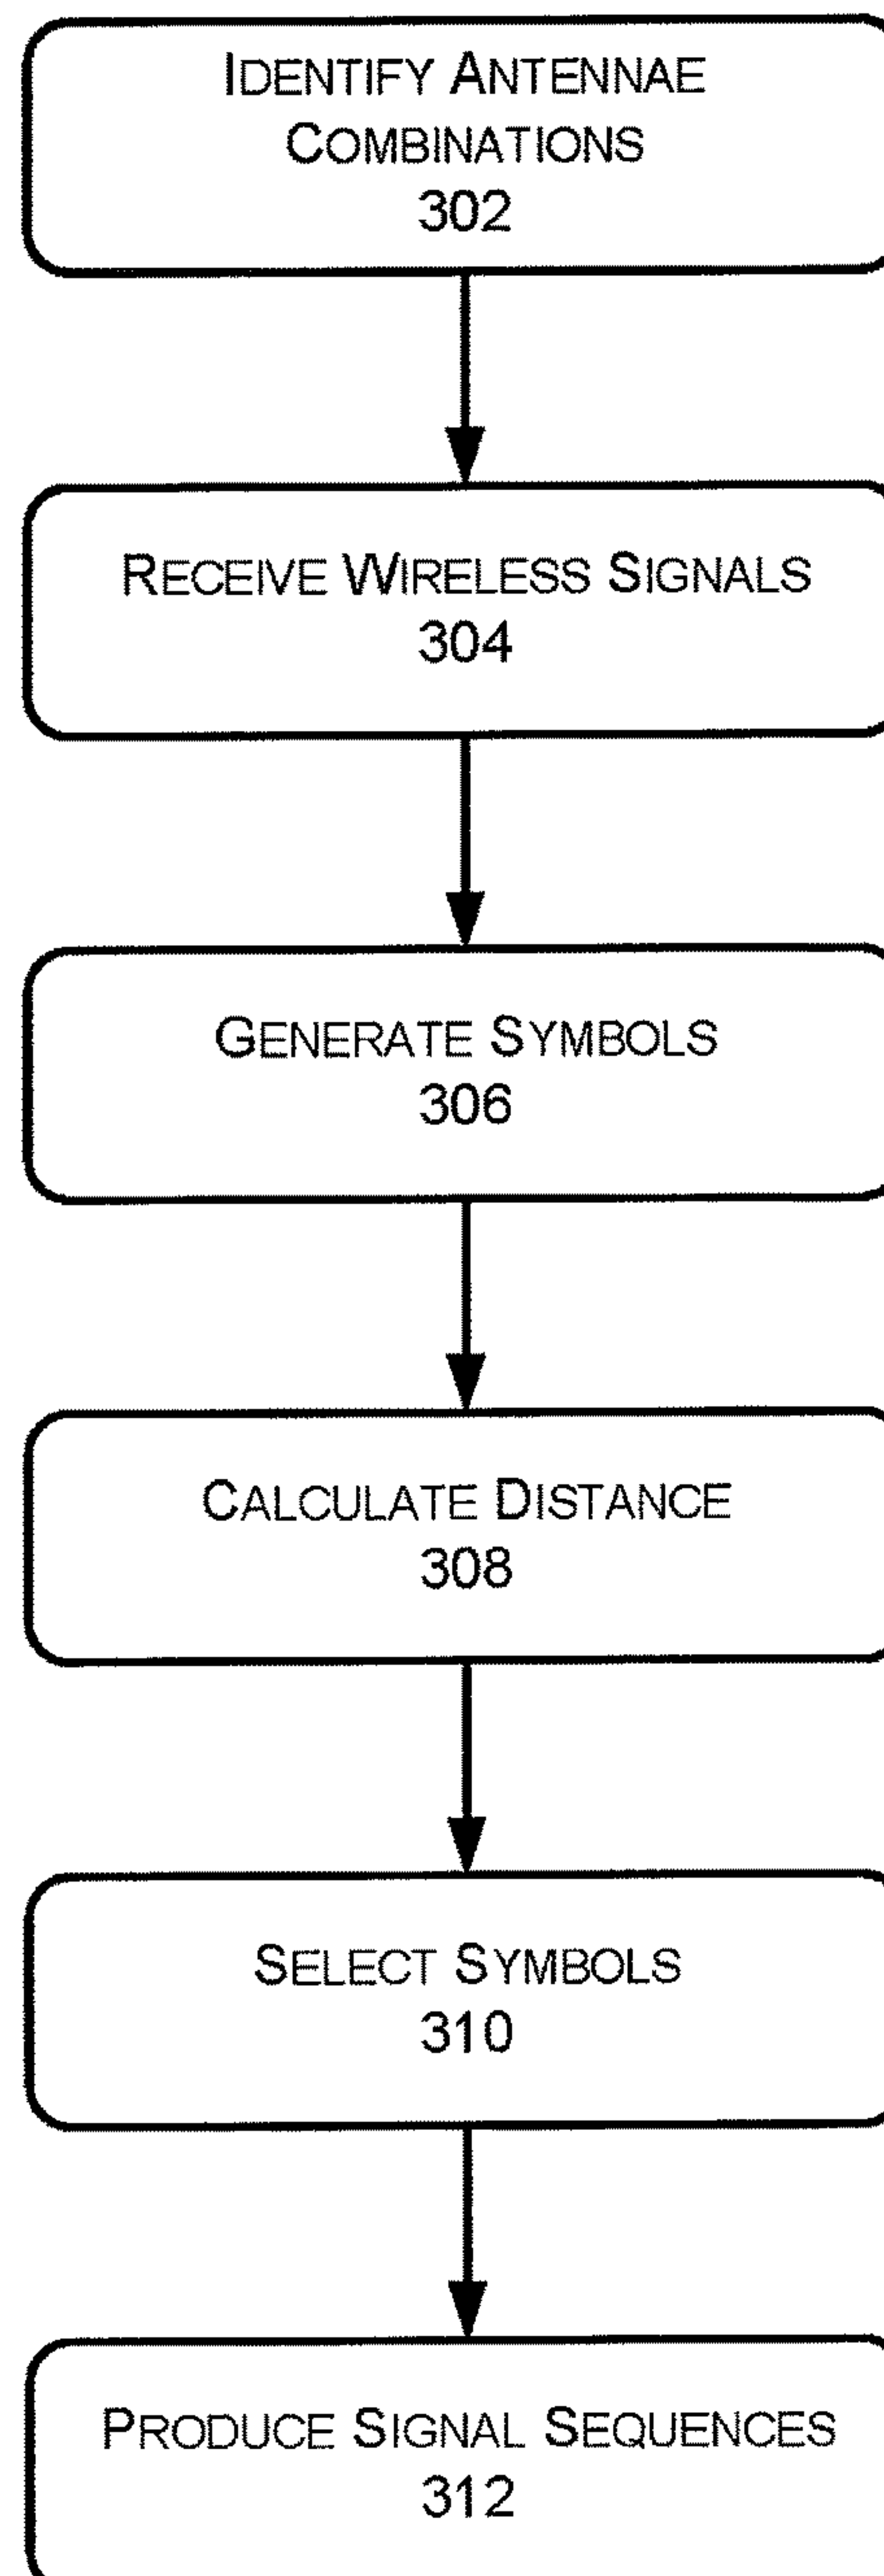 IDENTIFY ANTENNAE
COMBINATIONS
302
RECEIVE WIRELESS SIGNALS
304
GENERATE SYMBOLS
306
CALCULATE DISTANCE
308
SELECT SYMBOLS
310
PRODUCE SIGNAL SEQUENCES
312